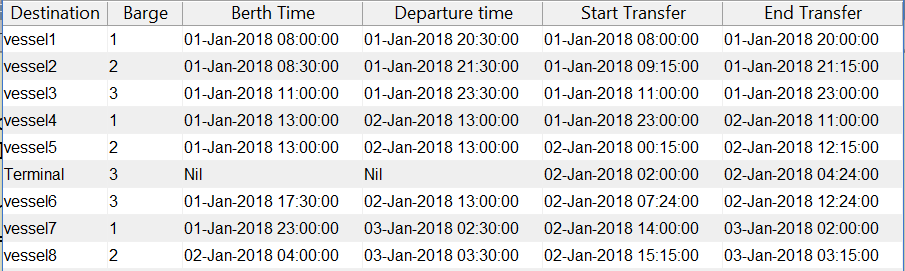 Destination Barge Berth Time Departure time Start Transfer End Transfer
vessel1 1 01-Jan-2018 08:00:00 01-Jan-2018 20:30:00 01-Jan-2018 08:00:00 01-Jan-2018 20:00:00
vessel2 2 01-Jan-2018 08:30:00 01-Jan-2018 21:30:00 01-Jan-2018 09:15:00 01-Jan-2018 21:15:00
vessel3 3 01-Jan-2018 11:00:00 01-Jan-2018 23:30:00 01-Jan-2018 11:00:00 01-Jan-2018 23:00:00
vessel4 1 01-Jan-2018 13:00:00 02-Jan-2018 13:00:00 01-Jan-2018 23:00:00 02-Jan-2018 11:00:00
vessel5 2 01-Jan-2018 13:00:00 02-Jan-2018 13:00:00 02-Jan-2018 00:15:00 02-Jan-2018 12:15:00
Terminal 3 Nil Nil 02-Jan-2018 02:00:00 02-Jan-2018 04:24:00
vessel6 3 01-Jan-2018 17:30:00 02-Jan-2018 13:00:00 02-Jan-2018 07:24:00 02-Jan-2018 12:24:00
vessel7 1 01-Jan-2018 23:00:00 03-Jan-2018 02:30:00 02-Jan-2018 14:00:00 03-Jan-2018 02:00:00
vessel8 2 02-Jan-2018 04:00:00 03-Jan-2018 03:30:00 02-Jan-2018 15:15:00 03-Jan-2018 03:15:00